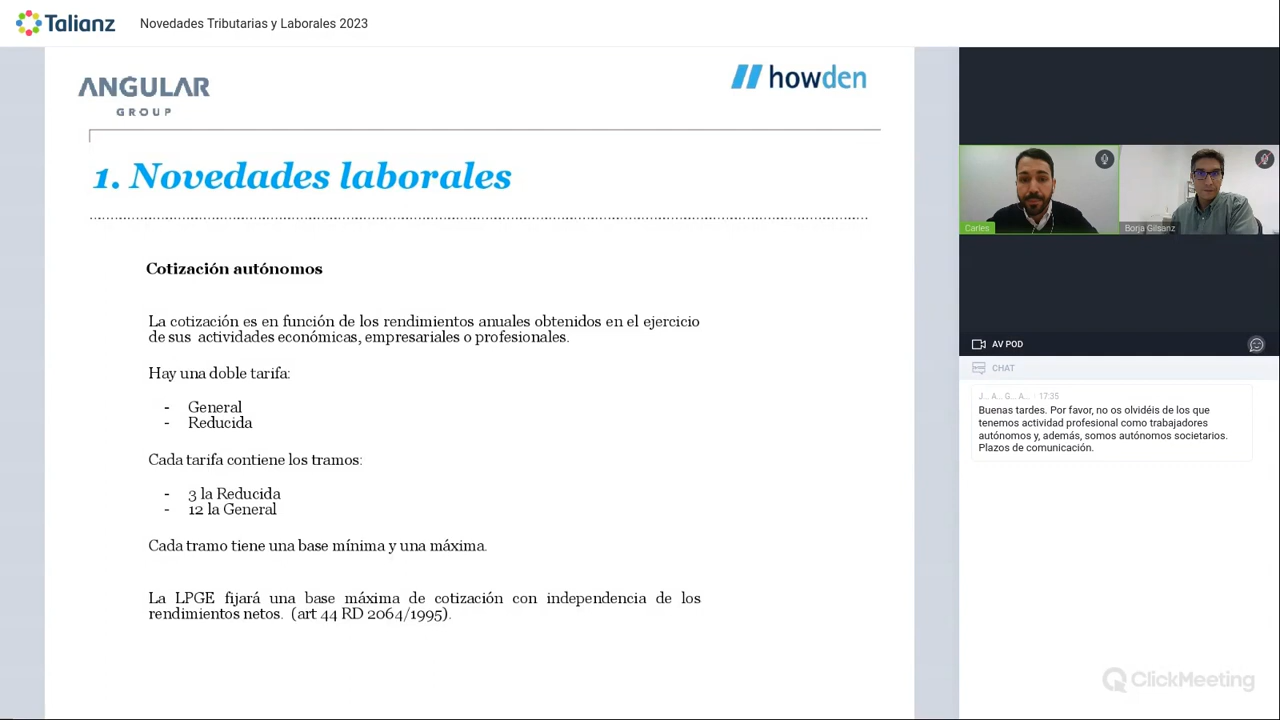 Talianz
Novedades Tributarias y Laborales 2023
ANGULAR
GROUP
howden
1. Novedades laborales
Cotización autónomos
La cotización es en función de los rendimientos anuales obtenidos en el ejercicio
de sus actividades económicas, empresariales o profesionales.
Hay una doble tarifa:
- General
- Reducida
Cada tarifa contiene los tramos:
- 3 la Reducida
- 12 la General
Cada tramo tiene una base mínima y una máxima.
La LPGE fijará una base máxima de cotización con independencia de los
rendimientos netos. (art 44 RD 2064/1995).
Carles
Borja Gilsanz
AV POD
CHAT
J... A... G... A... · 17:35
Buenas tardes. Por favor, no os olvidéis de los que
tenemos actividad profesional como trabajadores
autónomos y, además, somos autónomos societarios.
Plazos de comunicación.
ClickMeeting